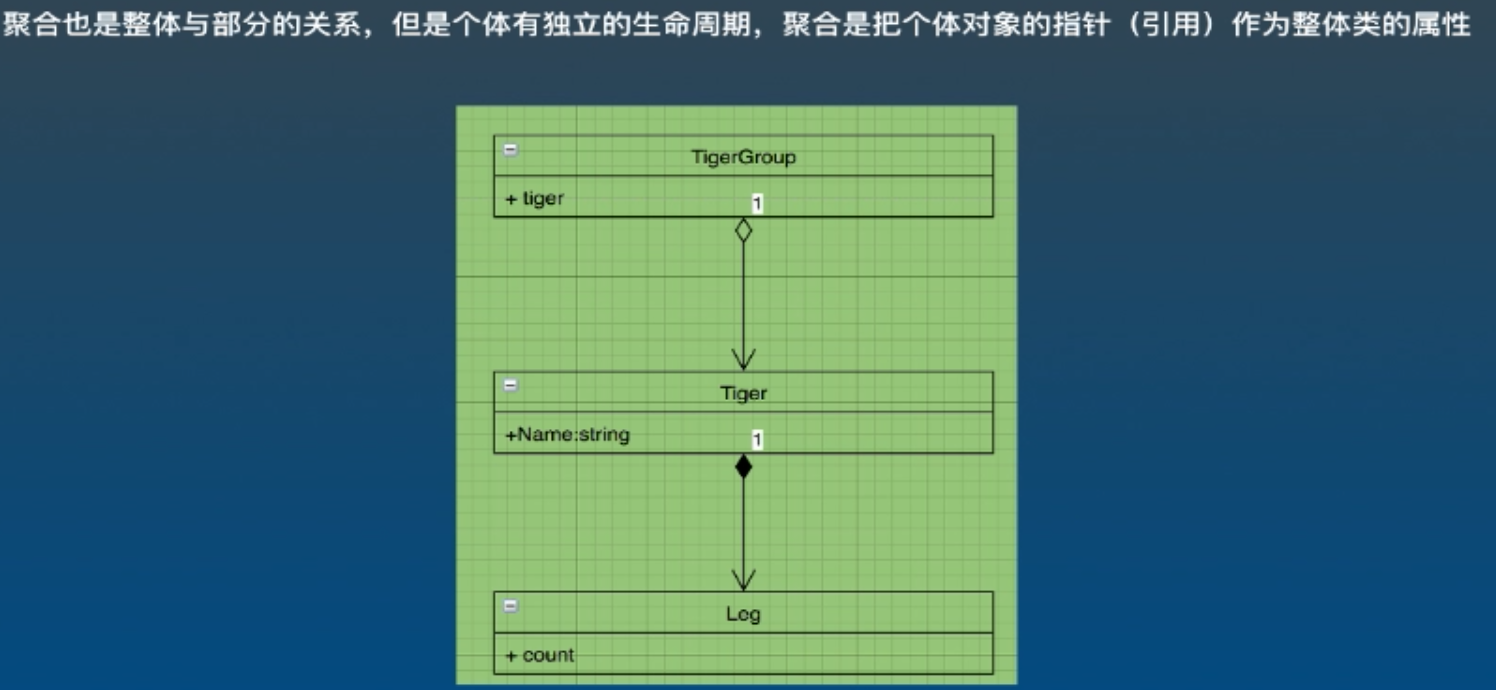 聚合也是整体与部分的关系，但是个体有独立的生命周期，聚合是把个体对象的指针（引用）作为整体类的属性
TigerGroup
+ tiger
1
Tiger
+Name:string
1
Leg
+ count